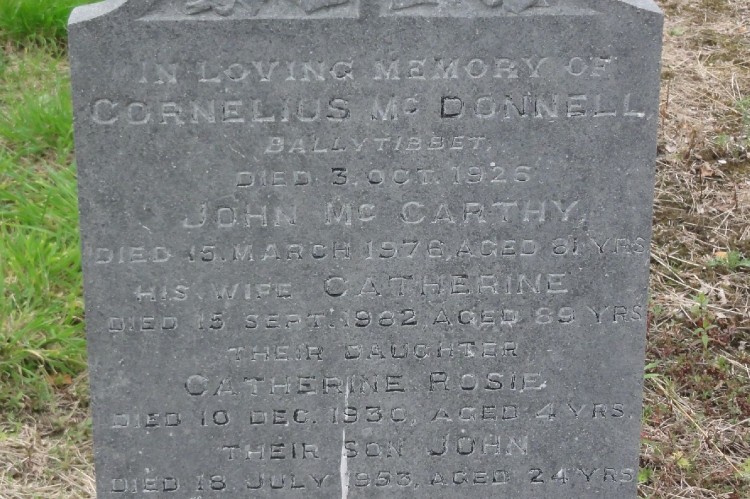 IN LOVING MEMORY OF
CORNELIUS Mc DONNELL,
BALLYTIBBET,
DIED 3. OCT. 1926
JOHN Mc CARTHY,
DIED 15. MARCH 1976, AGED 81 YRS
HIS WIFE CATHERINE
DIED 15 SEPT. 1982 AGED 89 YRS
THEIR DAUGHTER
CATHERINE ROSIE
DIED 10 DEC. 1930, AGED 4 YRS.
THEIR SON JOHN
DIED 18 JULY 1953, AGED 24 YRS